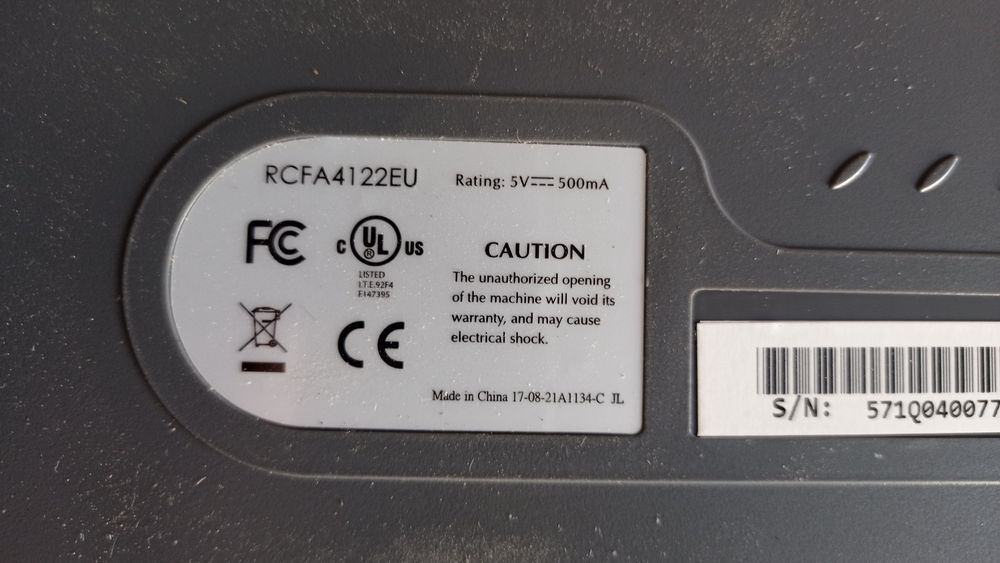 RCFA4122EU
Rating: 5V⎓500mA
FC
C UL® US
LISTED
I.T.E.92F4
E147395
CE
CAUTION
The unauthorized opening
of the machine will void its
warranty, and may cause
electrical shock.
Made in China 17-08-21A1134-C JL
S/N: 571Q040077